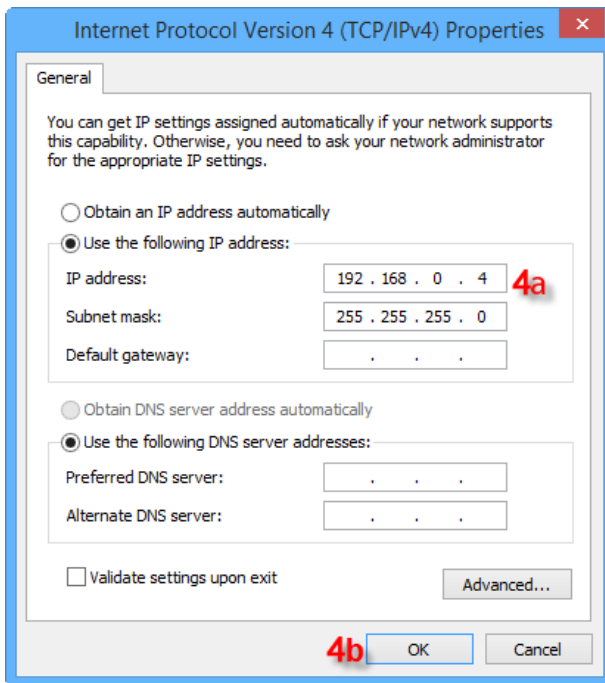 Internet Protocol Version 4 (TCP/IPv4) Properties
General
You can get IP settings assigned automatically if your network supports
this capability. Otherwise, you need to ask your network administrator
for the appropriate IP settings.
Obtain an IP address automatically
Use the following IP address:
IP address: 192 . 168 . 0 . 4 4a
Subnet mask: 255 . 255 . 255 . 0
Default gateway: . . .
Obtain DNS server address automatically
Use the following DNS server addresses:
Preferred DNS server: . . .
Alternate DNS server: . . .
Validate settings upon exit
Advanced...
4b OK Cancel